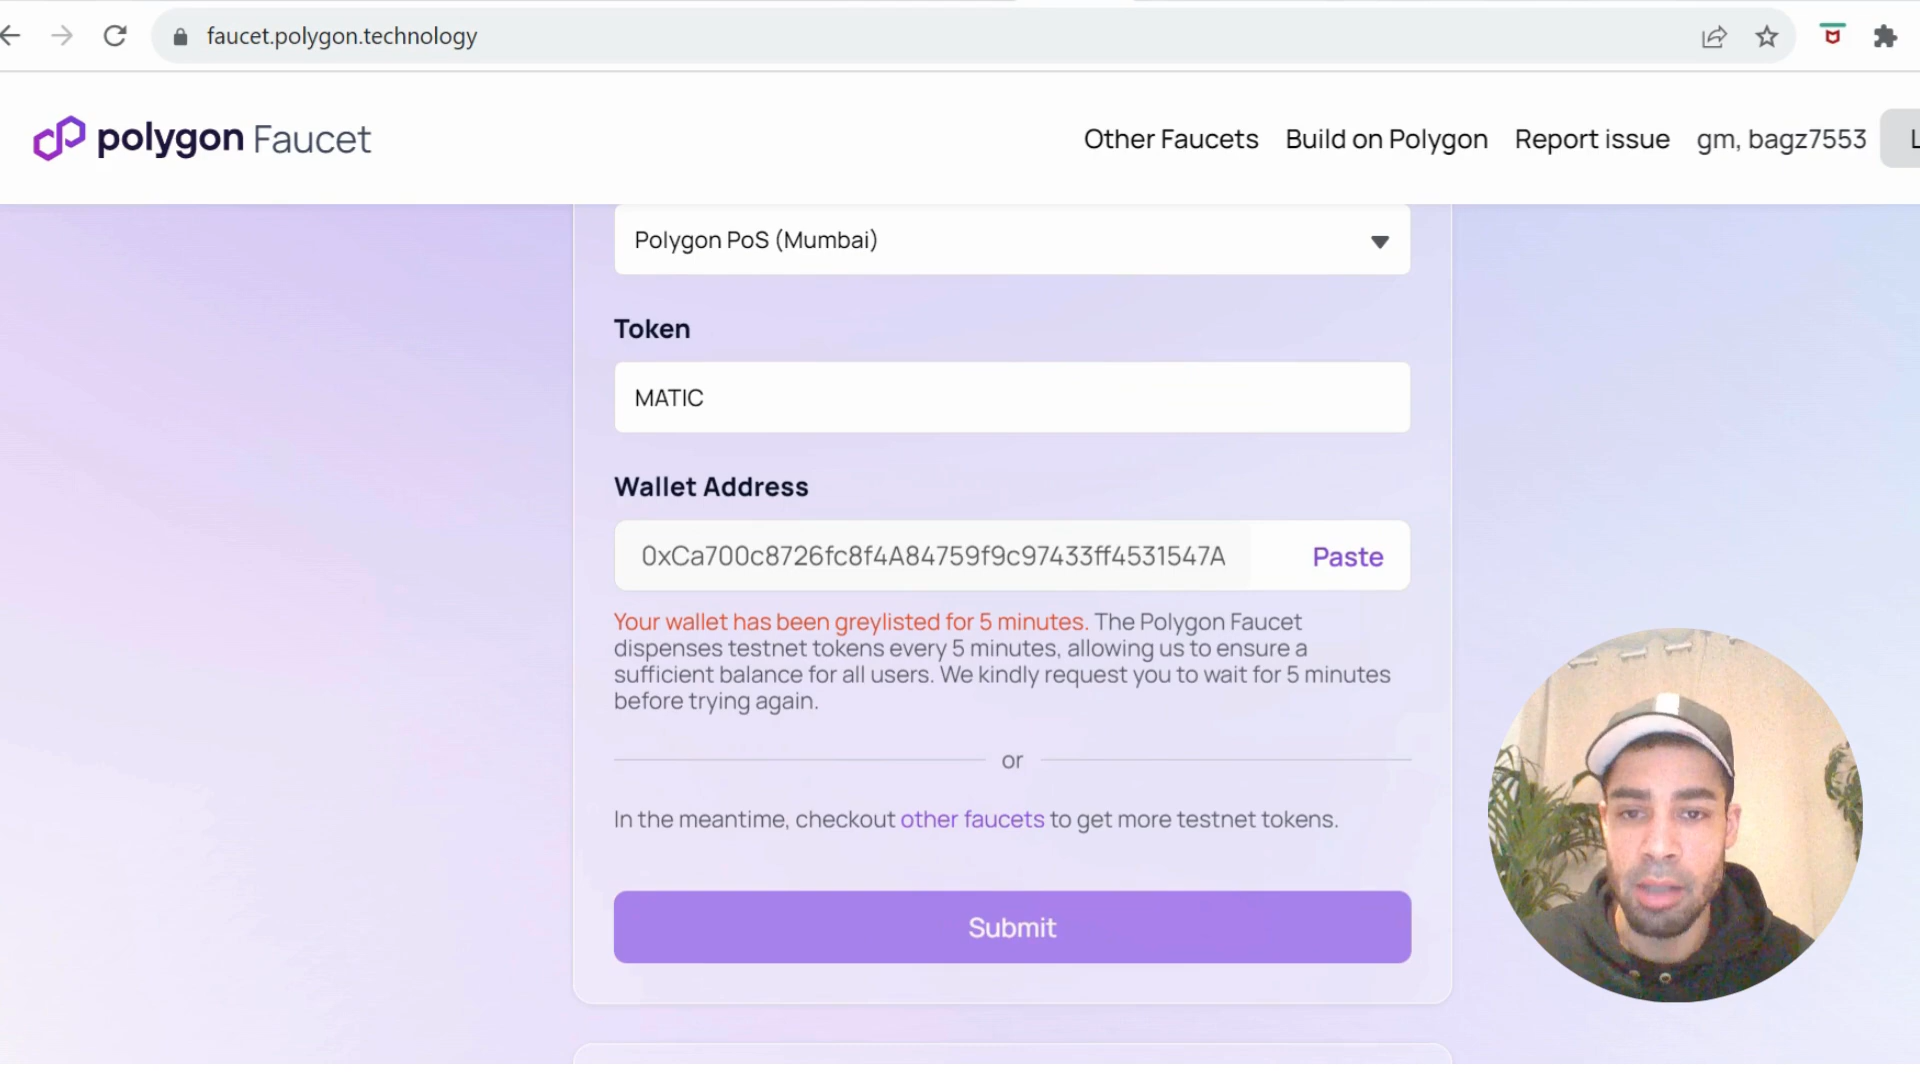 faucet.polygon.technology
polygon Faucet
Other Faucets
Build on Polygon
Report issue
gm, bagz7553
Polygon PoS (Mumbai)
Token
MATIC
Wallet Address
0xCa700c8726fc8f4A84759f9c97433ff4531547A
Paste
Your wallet has been greylisted for 5 minutes. The Polygon Faucet
dispenses testnet tokens every 5 minutes, allowing us to ensure a
sufficient balance for all users. We kindly request you to wait for 5 minutes
before trying again.
or
In the meantime, checkout other faucets to get more testnet tokens.
Submit